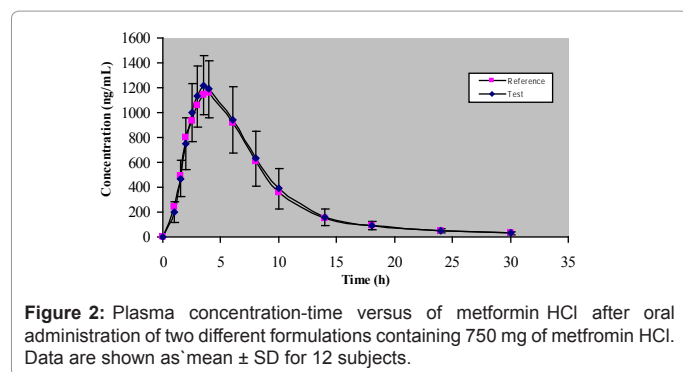 1600
1400
1200
1000
800
600
400
200
0
Concentration (ng/mL)
Reference
Test
0 5 10 15 20 25 30 35
Time (h)
Figure 2: Plasma concentration-time versus of metformin HCl after oral
administration of two different formulations containing 750 mg of metfromin HCl.
Data are shown as`mean ± SD for 12 subjects.